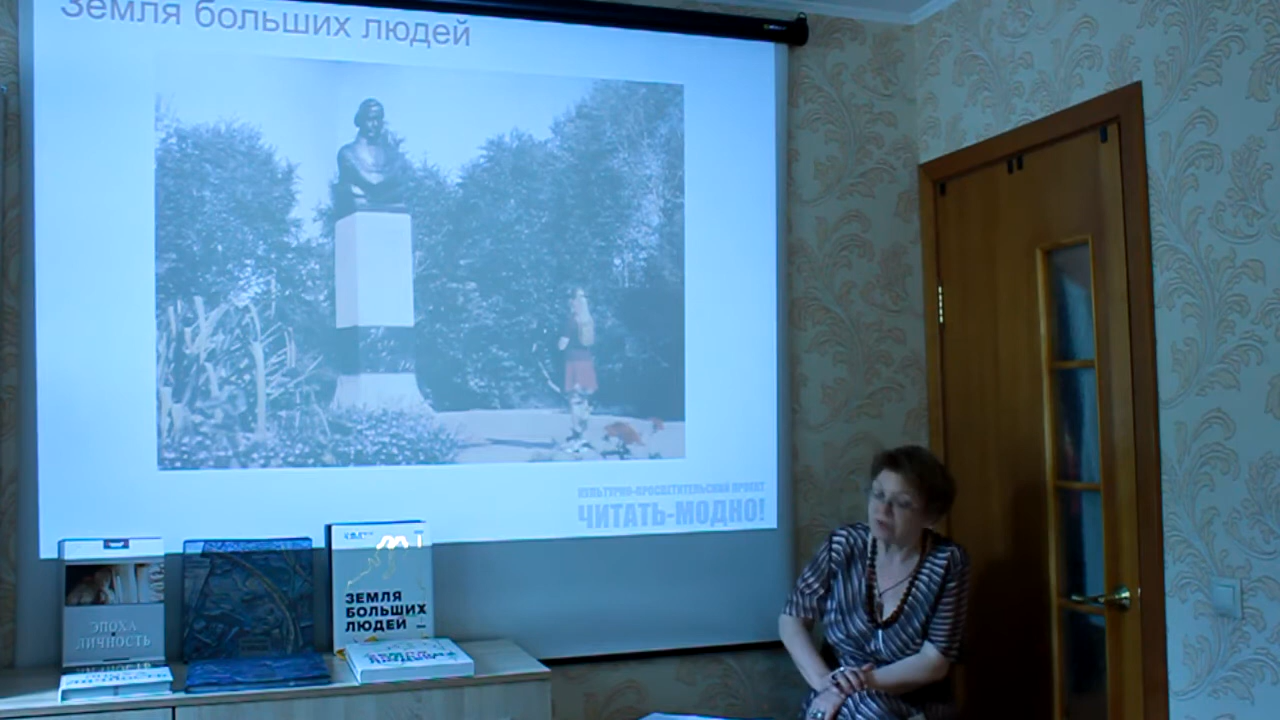 Земля больших людей
КУЛЬТУРНО-ПРОСВЕТИТЕЛЬСКИЙ ПРОЕКТ
ЧИТАТЬ-МОДНО!
ЭПОХА
ЛИЧНОСТЬ
ЗЕМЛЯ
БОЛЬШИХ
ЛЮДЕЙ